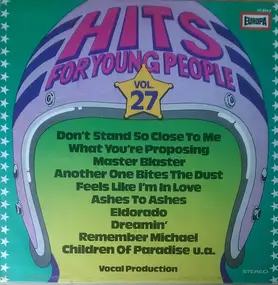 EUROPA
HITS
FOR YOUNG PEOPLE
VOL.
27
Don't Stand So Close To Me
What You're Proposing
Master Blaster
Another One Bites The Dust
Feels Like I'm In Love
Ashes To Ashes
Eldorado
Dreamin'
Remember Michael
Children Of Paradise u.a.
Vocal Production
STEREO